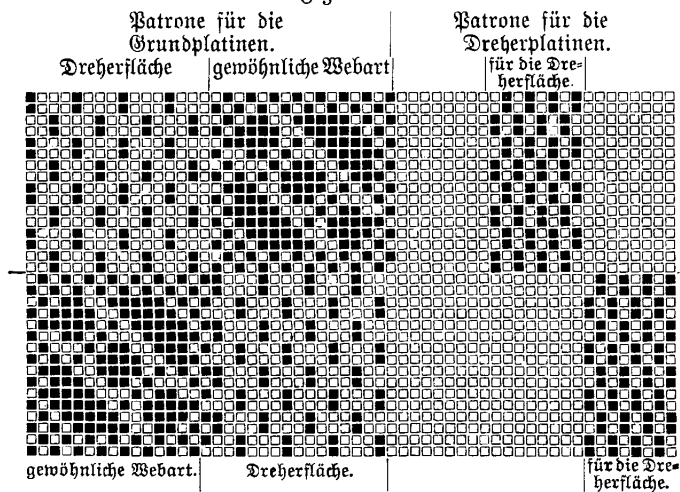 Patrone für die
Grundplatinen.
Dreherfläche
gewöhnliche Webart
Patrone für die
Dreherplatinen.
für die Dre=
herfläche.
gewöhnliche Webart.
Dreherfläche.
für die Dre=
herfläche.